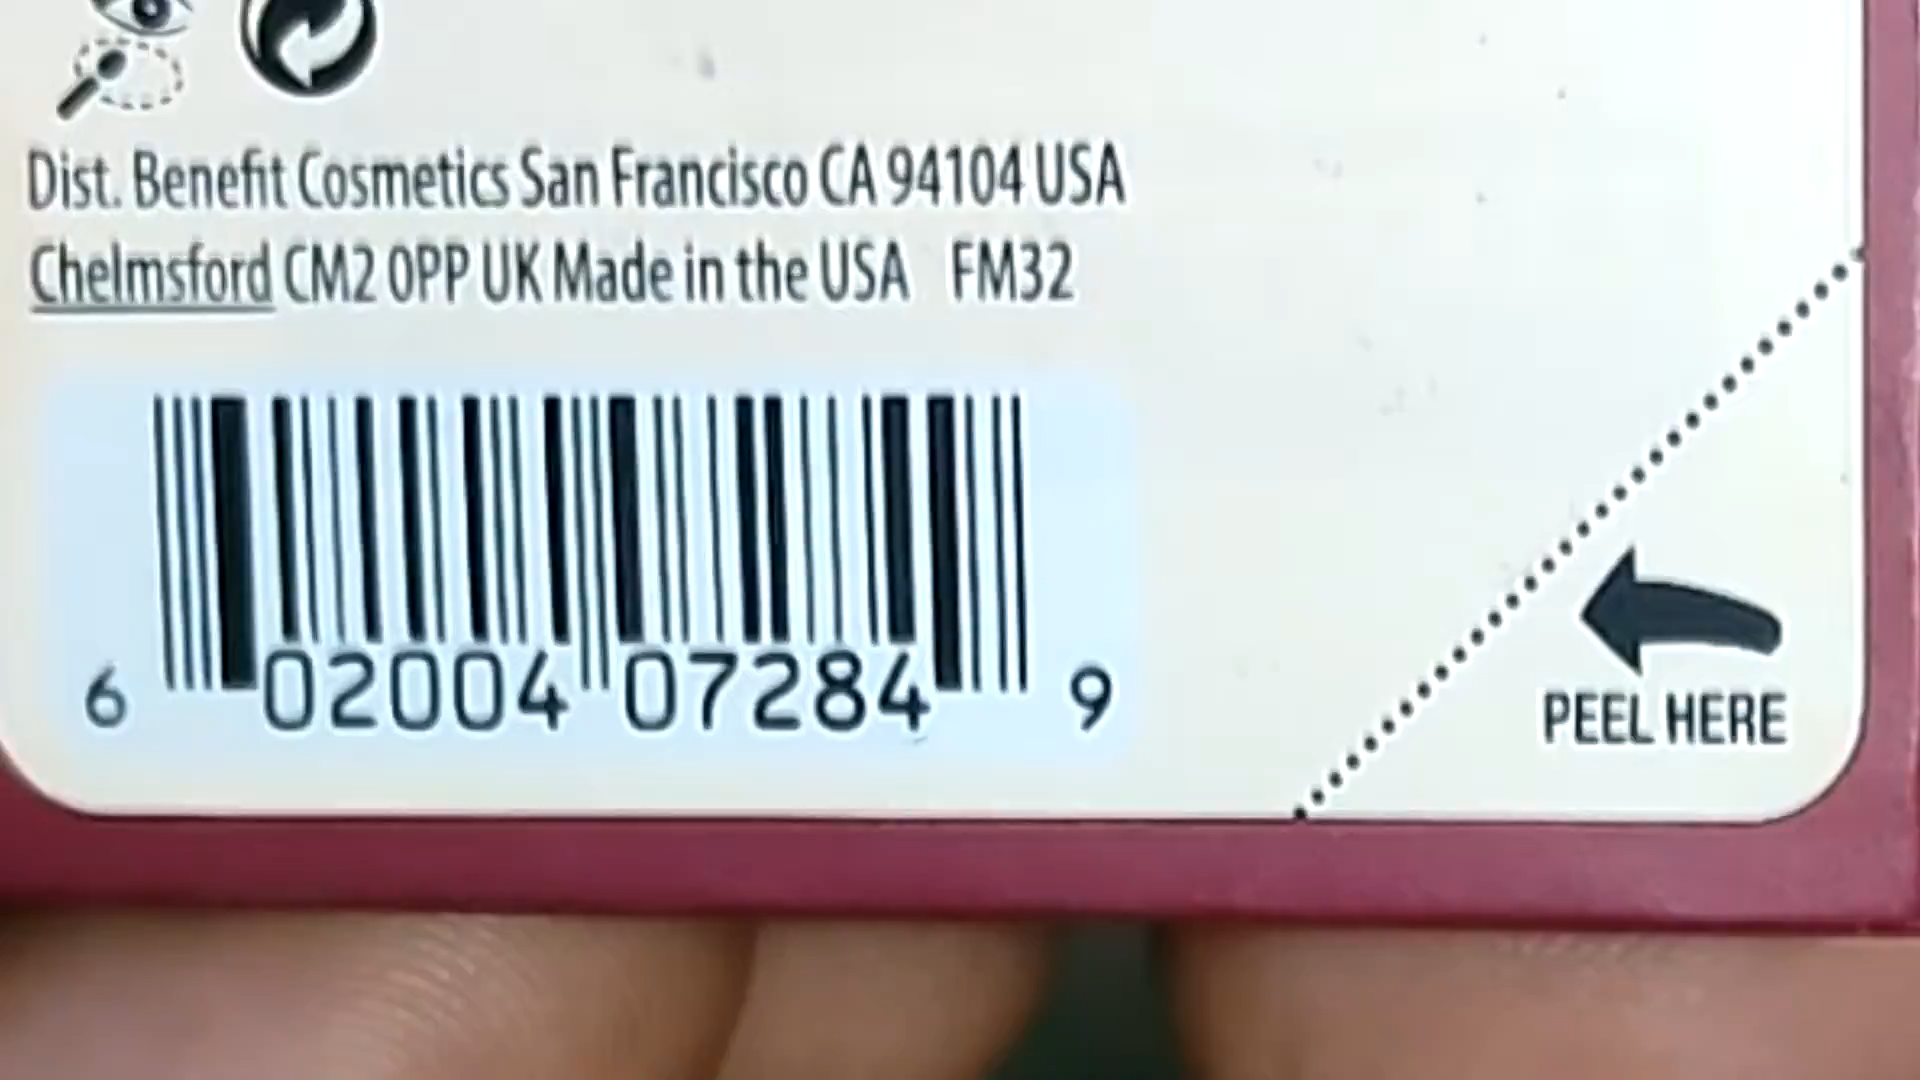 Dist. Benefit Cosmetics San Francisco CA 94104 USA
Chelmsford CM2 0PP UK Made in the USA FM32
6 02004 07284 9
PEEL HERE